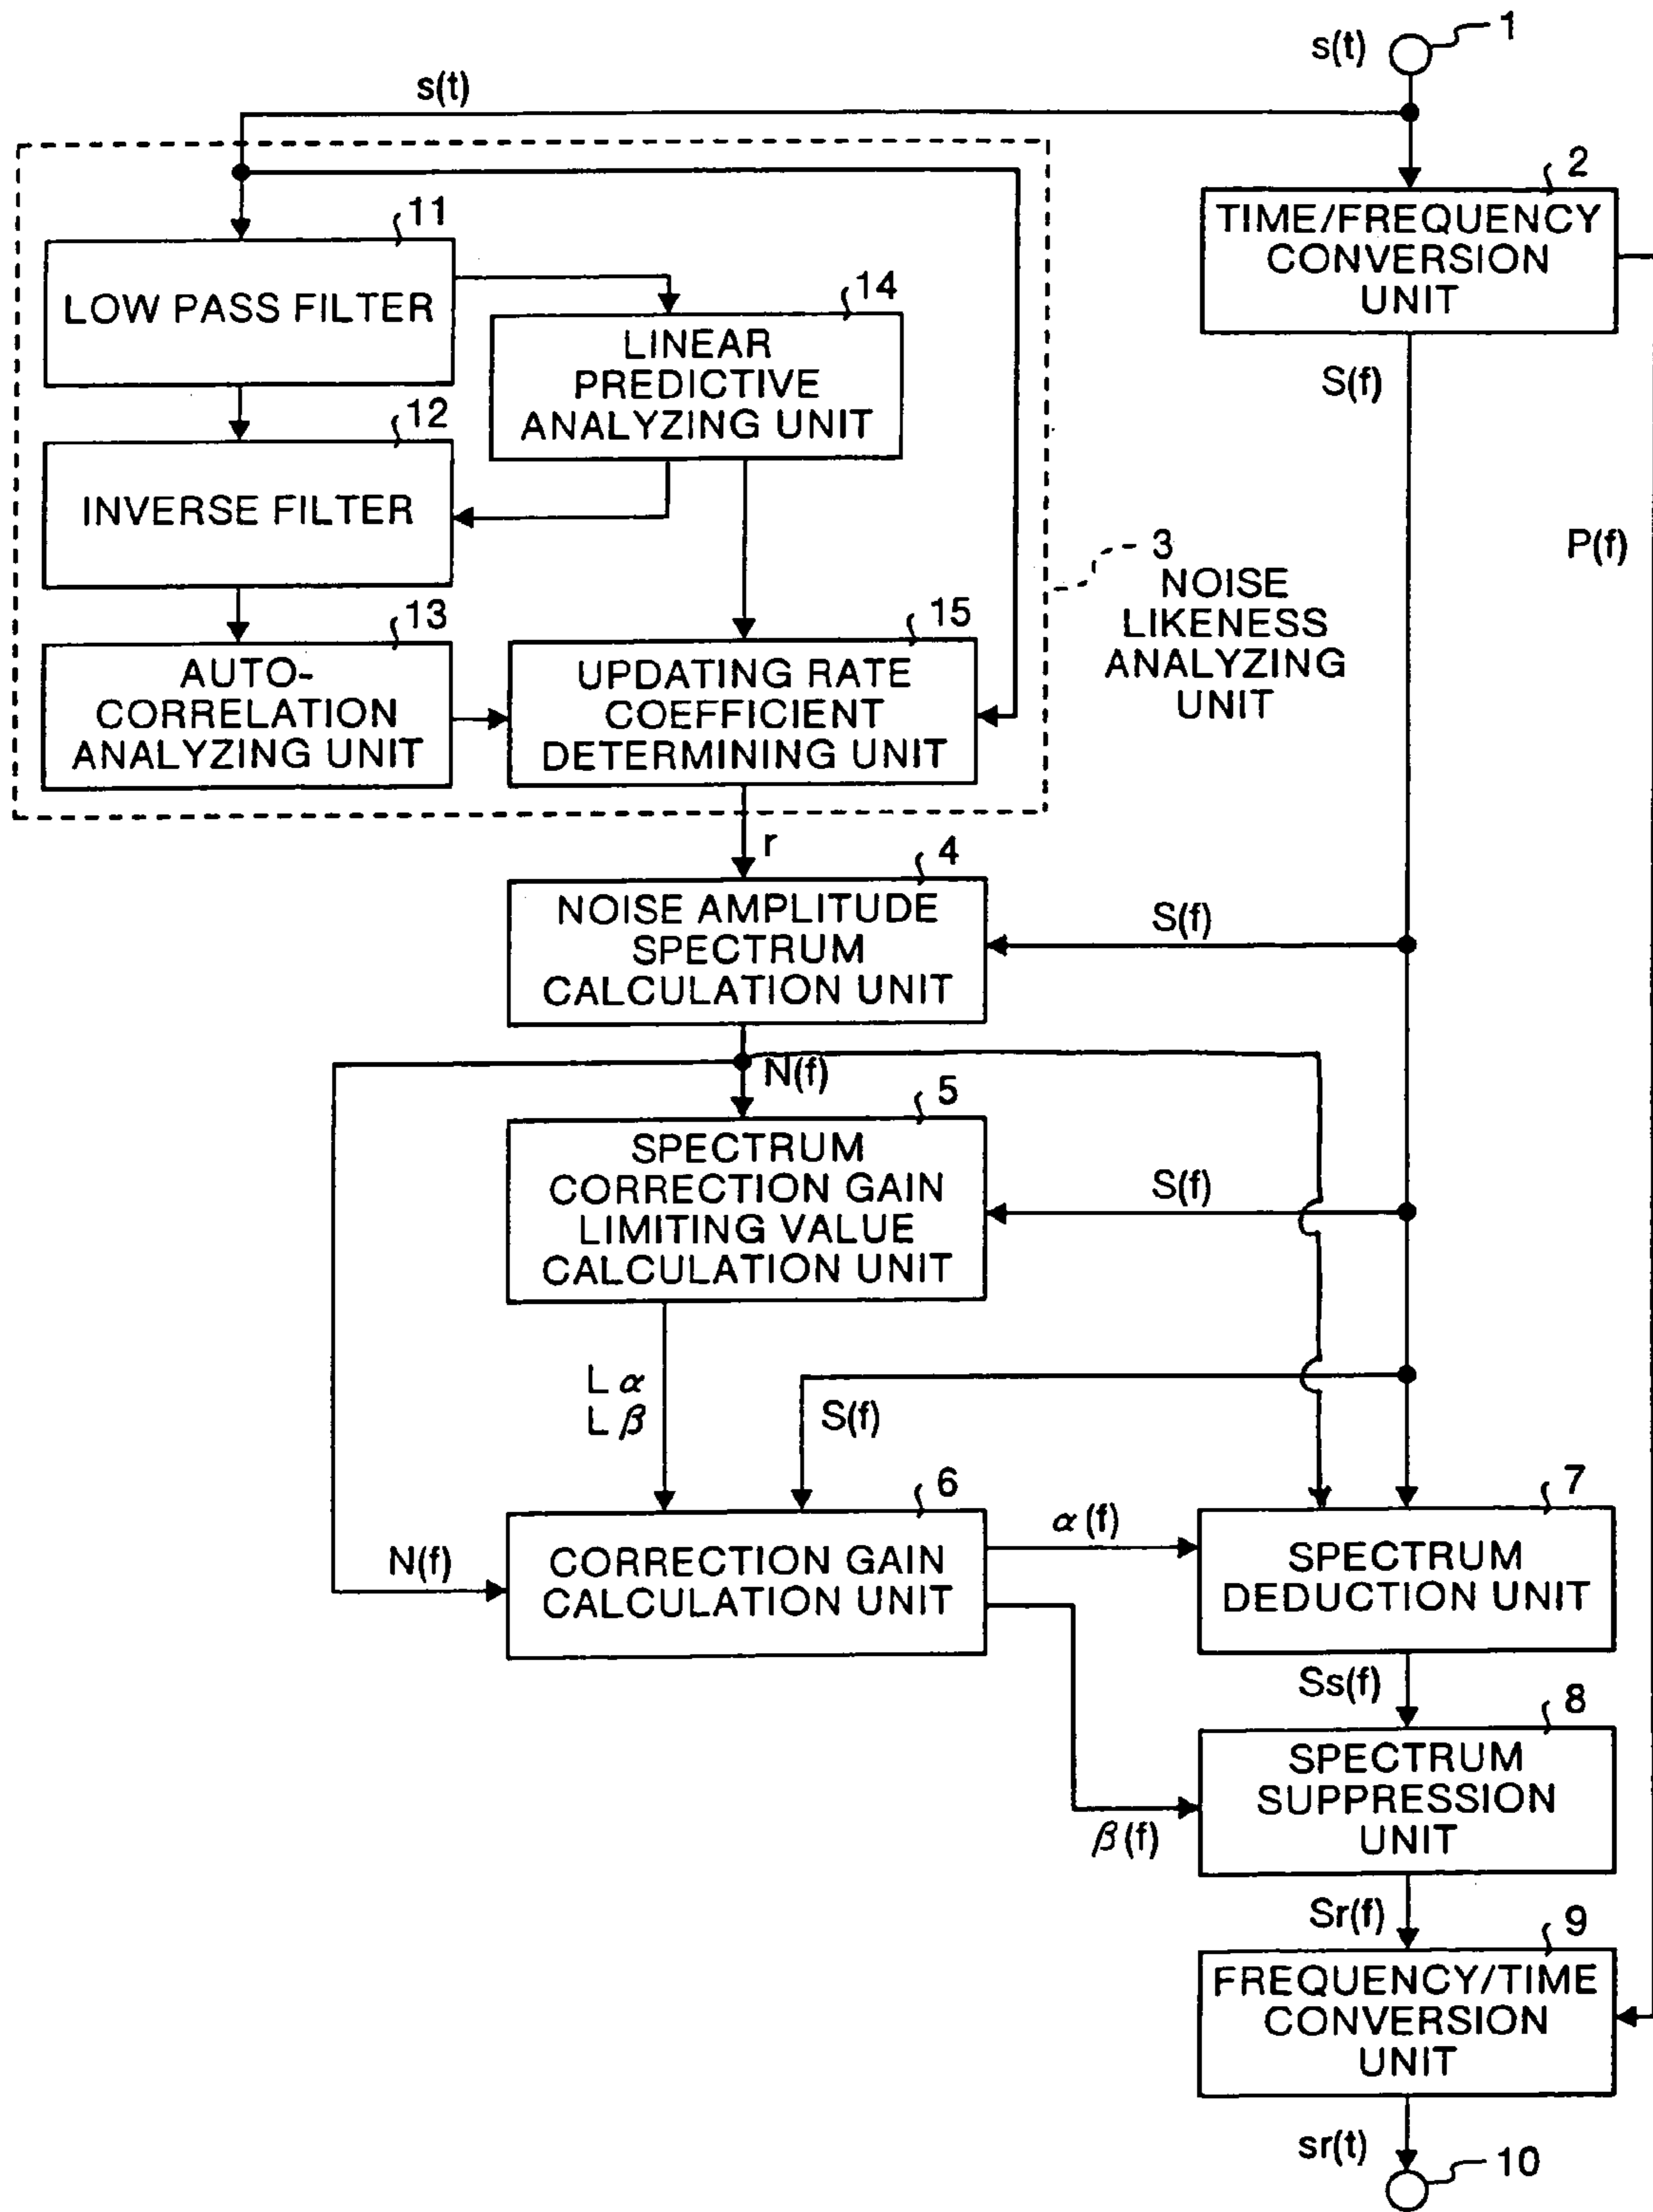 1
s(t)
s(t)
2
TIME/FREQUENCY
CONVERSION
UNIT
11
LOW PASS FILTER
14
LINEAR
PREDICTIVE
ANALYZING UNIT
S(f)
12
INVERSE FILTER
P(f)
3
NOISE
LIKENESS
ANALYZING
UNIT
13
AUTO-
CORRELATION
ANALYZING UNIT
15
UPDATING RATE
COEFFICIENT
DETERMINING UNIT
r
4
NOISE AMPLITUDE
SPECTRUM
CALCULATION UNIT
S(f)
N(f)
5
SPECTRUM
CORRECTION GAIN
LIMITING VALUE
CALCULATION UNIT
S(f)
L α
L β
S(f)
6
CORRECTION GAIN
CALCULATION UNIT
N(f)
α(f)
7
SPECTRUM
DEDUCTION UNIT
Ss(f)
8
SPECTRUM
SUPPRESSION
UNIT
β(f)
Sr(f)
9
FREQUENCY/TIME
CONVERSION
UNIT
sr(t)
10